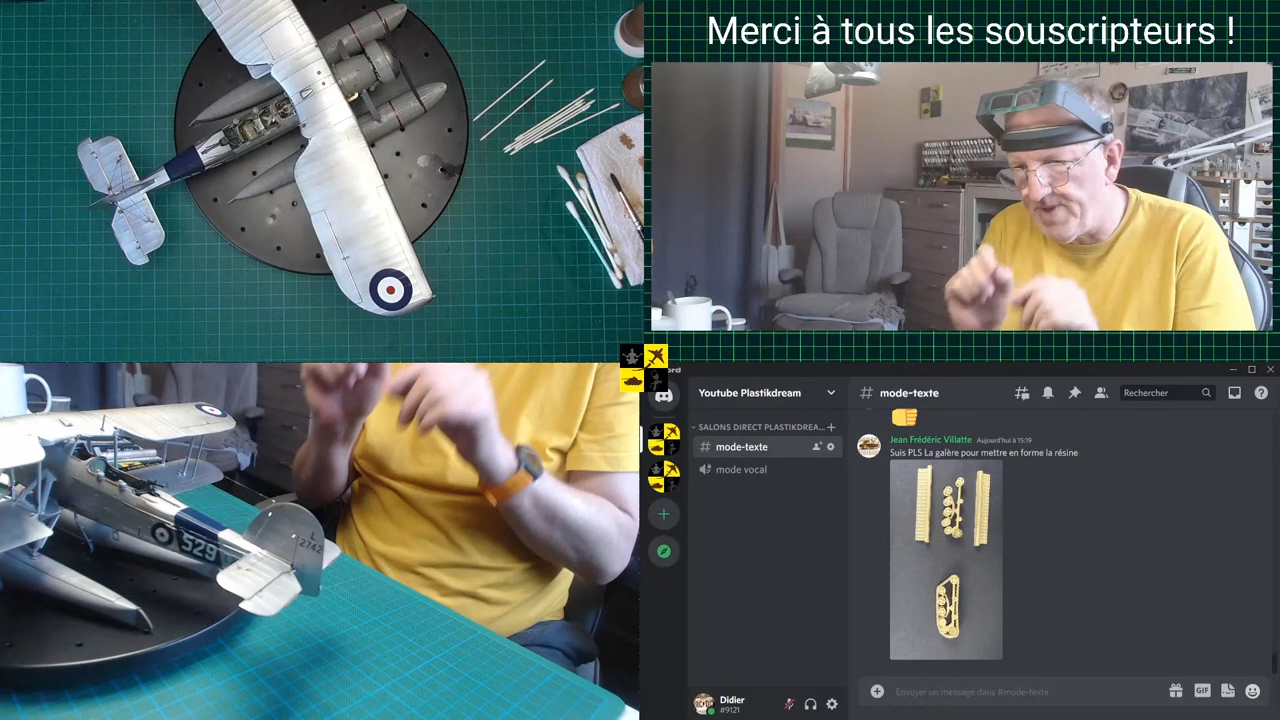 Merci à tous les souscripteurs !
529
L
2742
Youtube Plastikdream
SALONS DIRECT PLASTIKDREA...
mode-texte
mode vocal
Didier
#9121
mode-texte
Rechercher
Jean Frédéric Villatte Aujourd'hui à 15:19
Suis PLS La galère pour mettre en forme la résine
Envoyer un message dans #mode-texte
GIF